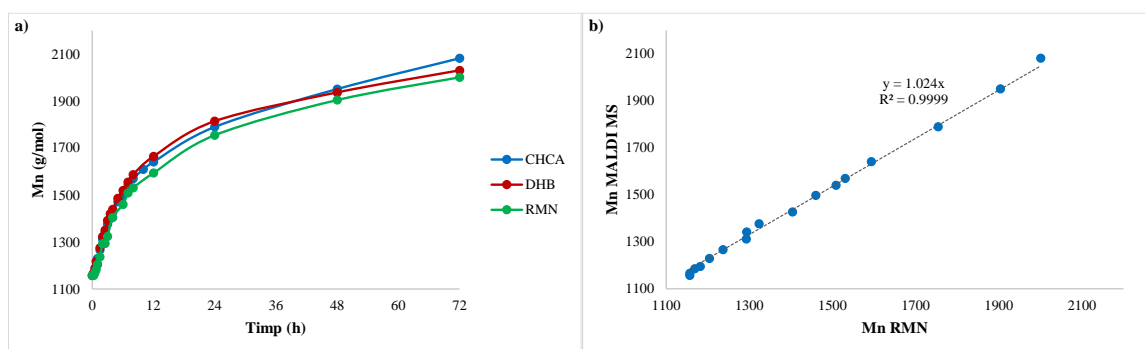 a)
2100
1900
1700
1500
1300
1100
0 12 24 36 48 60 72
Mn (g/mol)
Timp (h)
CHCA
DHB
RMN
b)
2100
1900
1700
1500
1300
1100
1100 1300 1500 1700 1900 2100
Mn MALDI MS
Mn RMN
y = 1.024x
R² = 0.9999